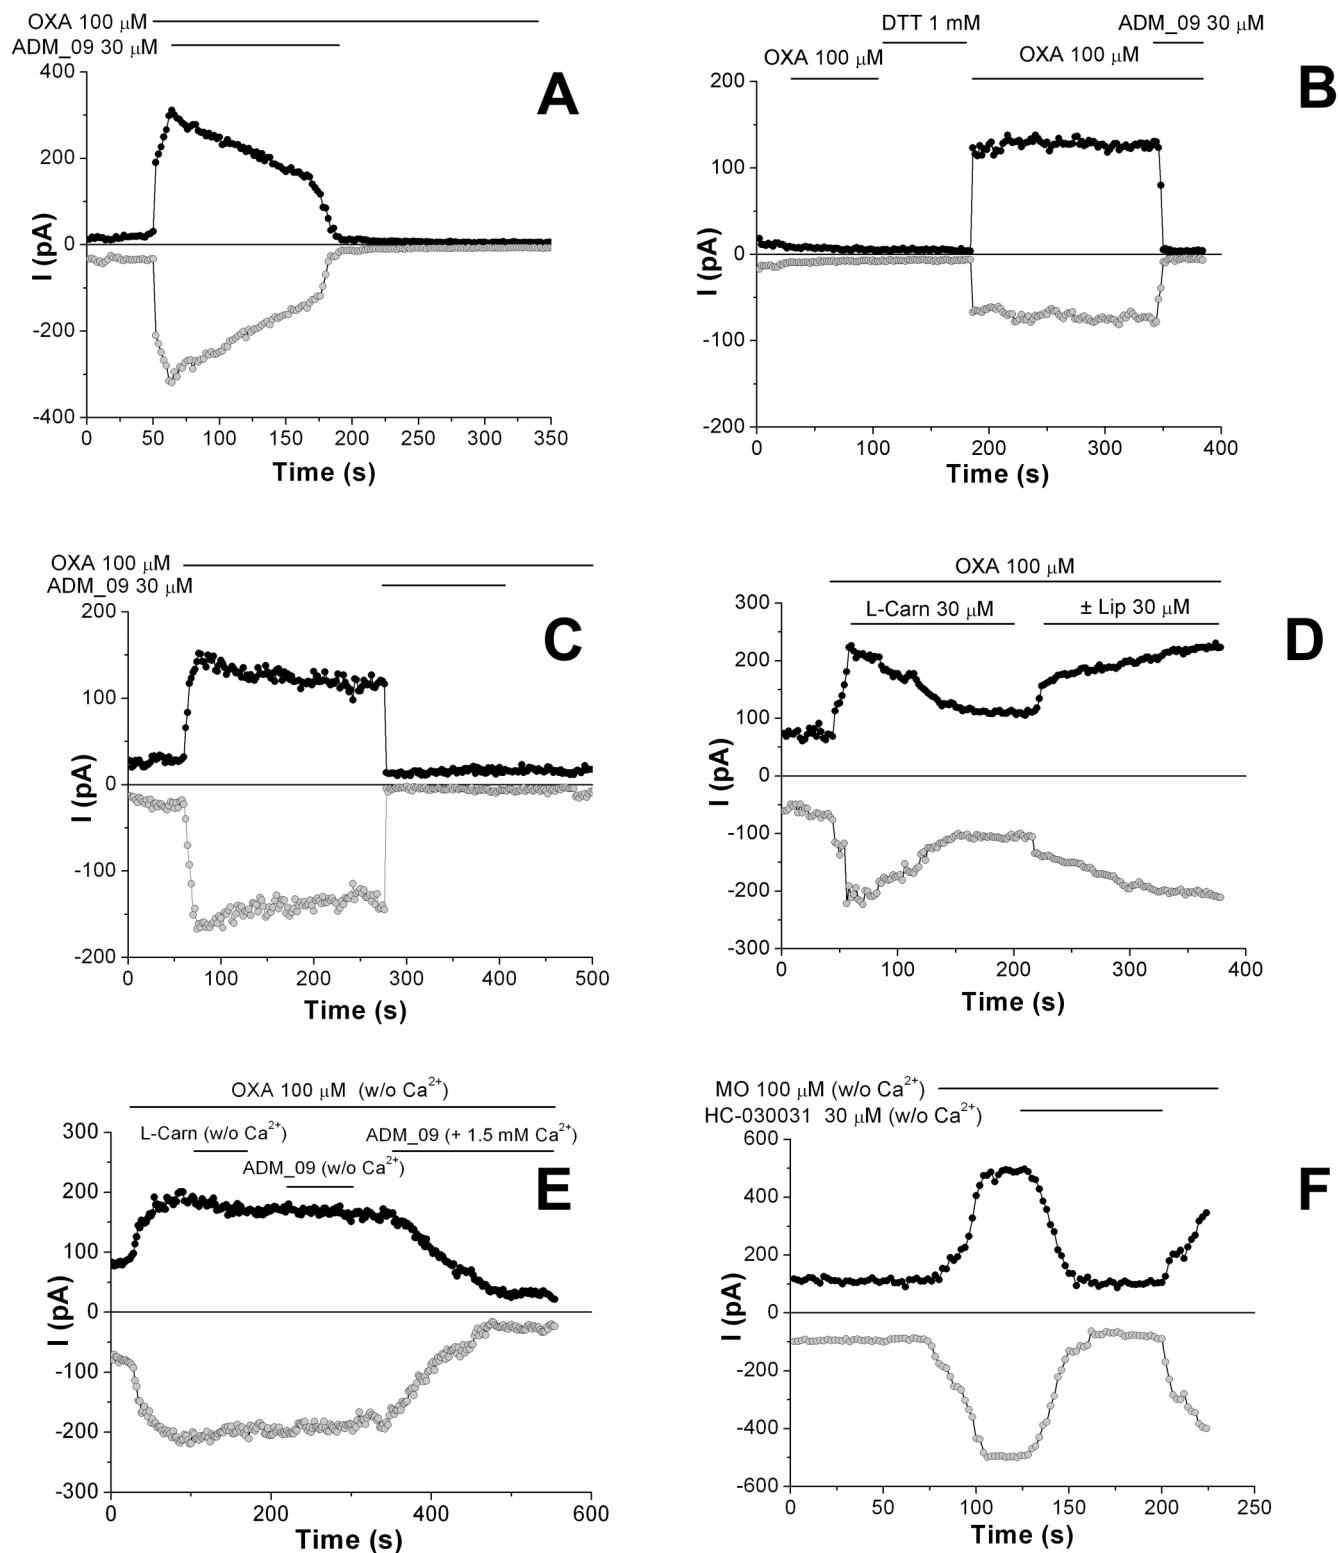 OXA 100 μM
ADM_09 30 μM
A
400
200
0
-200
-400
I (pA)
0 50 100 150 200 250 300 350
Time (s)
DTT 1 mM
ADM_09 30 μM
OXA 100 μM
OXA 100 μM
B
200
100
0
-100
-200
I (pA)
0 100 200 300 400
Time (s)
OXA 100 μM
ADM_09 30 μM
C
200
100
0
-100
-200
I (pA)
0 100 200 300 400 500
Time (s)
OXA 100 μM
L-Carn 30 μM
± Lip 30 μM
D
300
200
100
0
-100
-200
-300
I (pA)
0 100 200 300 400
Time (s)
OXA 100 μM (w/o Ca²⁺)
L-Carn (w/o Ca²⁺)
ADM_09 (+ 1.5 mM Ca²⁺)
ADM_09 (w/o Ca²⁺)
E
300
200
100
0
-100
-200
-300
I (pA)
0 200 400 600
Time (s)
MO 100 μM (w/o Ca²⁺)
HC-030031 30 μM (w/o Ca²⁺)
F
600
400
200
0
-200
-400
-600
I (pA)
0 50 100 150 200 250
Time (s)